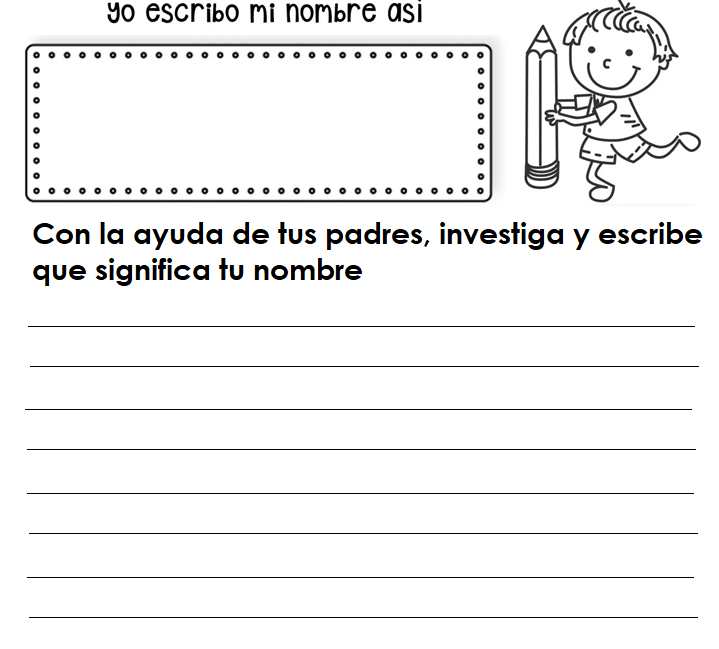 yo escribo mi nombre así
Con la ayuda de tus padres, investiga y escribe
que significa tu nombre